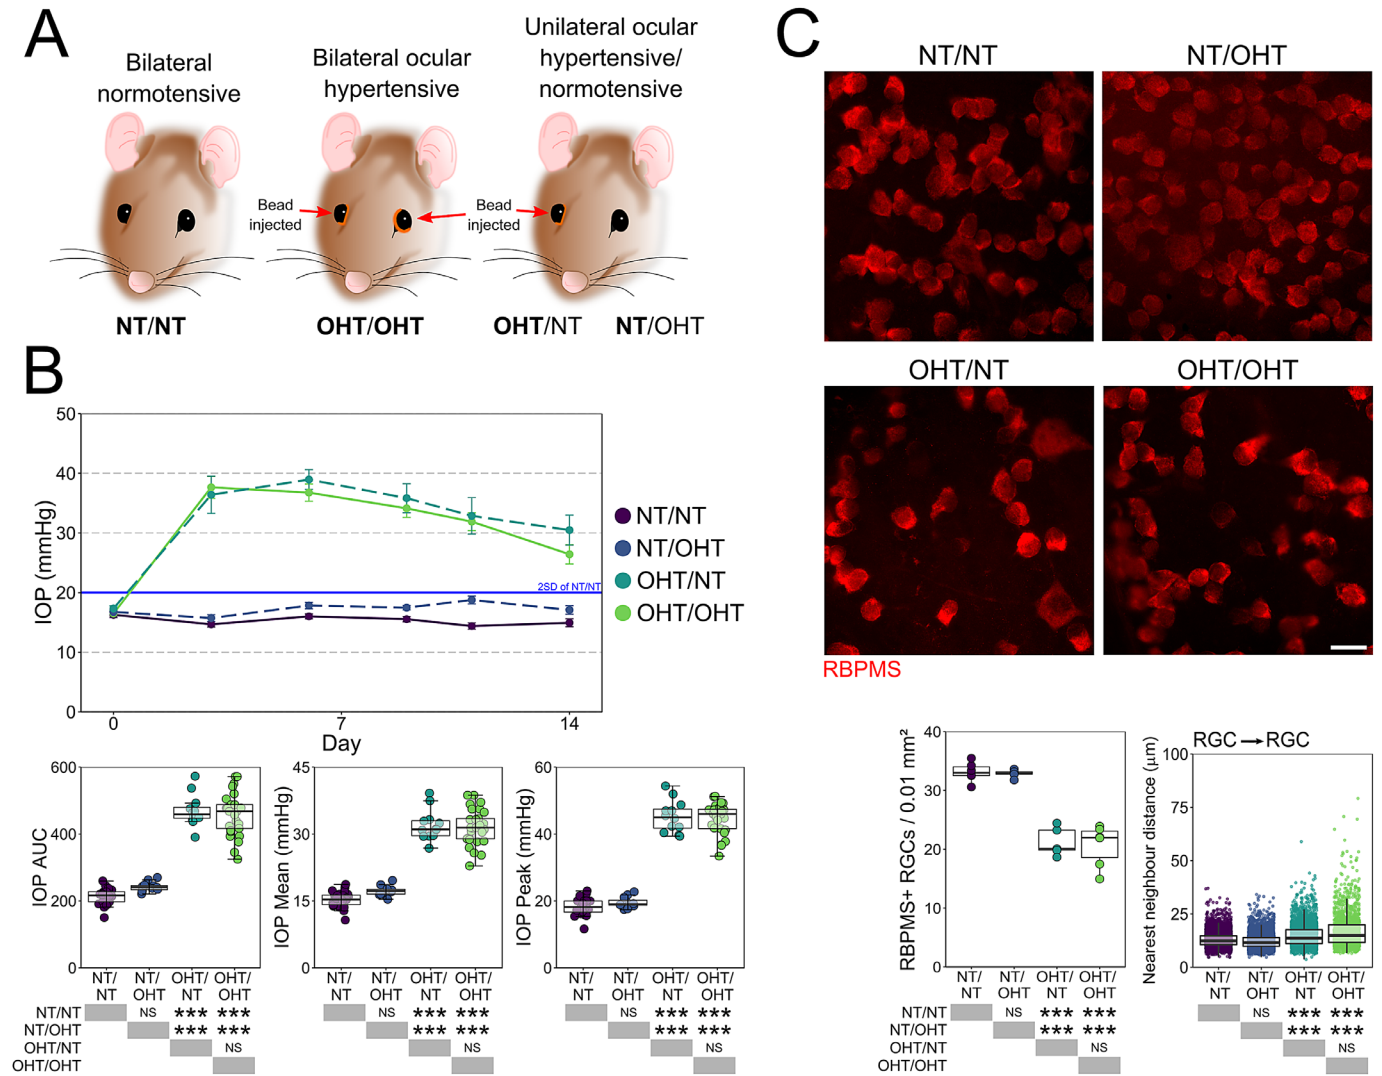 A
Bilateral
normotensive
Bilateral ocular
hypertensive
Unilateral ocular
hypertensive/
normotensive
Bead
injected
Bead
injected
NT/NT
OHT/OHT
OHT/NT
NT/OHT
B
50
40
30
20
10
0
IOP (mmHg)
2SD of NT/NT
0
7
14
Day
NT/NT
NT/OHT
OHT/NT
OHT/OHT
600
400
200
0
IOP AUC
NT/ NT/ OHT/ OHT/
NT OHT NT OHT
45
30
15
0
IOP Mean (mmHg)
NT/ NT/ OHT/ OHT/
NT OHT NT OHT
60
40
20
0
IOP Peak (mmHg)
NT/ NT/ OHT/ OHT/
NT OHT NT OHT
NT/NT NS *** *** NS *** *** NS *** ***
NT/OHT *** *** *** *** *** ***
OHT/NT NS NS NS
OHT/OHT
C
NT/NT
NT/OHT
OHT/NT
OHT/OHT
RBPMS
40
30
20
10
0
RBPMS+ RGCs / 0.01 mm²
NT/ NT/ OHT/ OHT/
NT OHT NT OHT
RGC → RGC
100
75
50
25
0
Nearest neighbour distance (µm)
NT/ NT/ OHT/ OHT/
NT OHT NT OHT
NT/NT NS *** *** NS *** ***
NT/OHT *** *** *** ***
OHT/NT NS NS
OHT/OHT